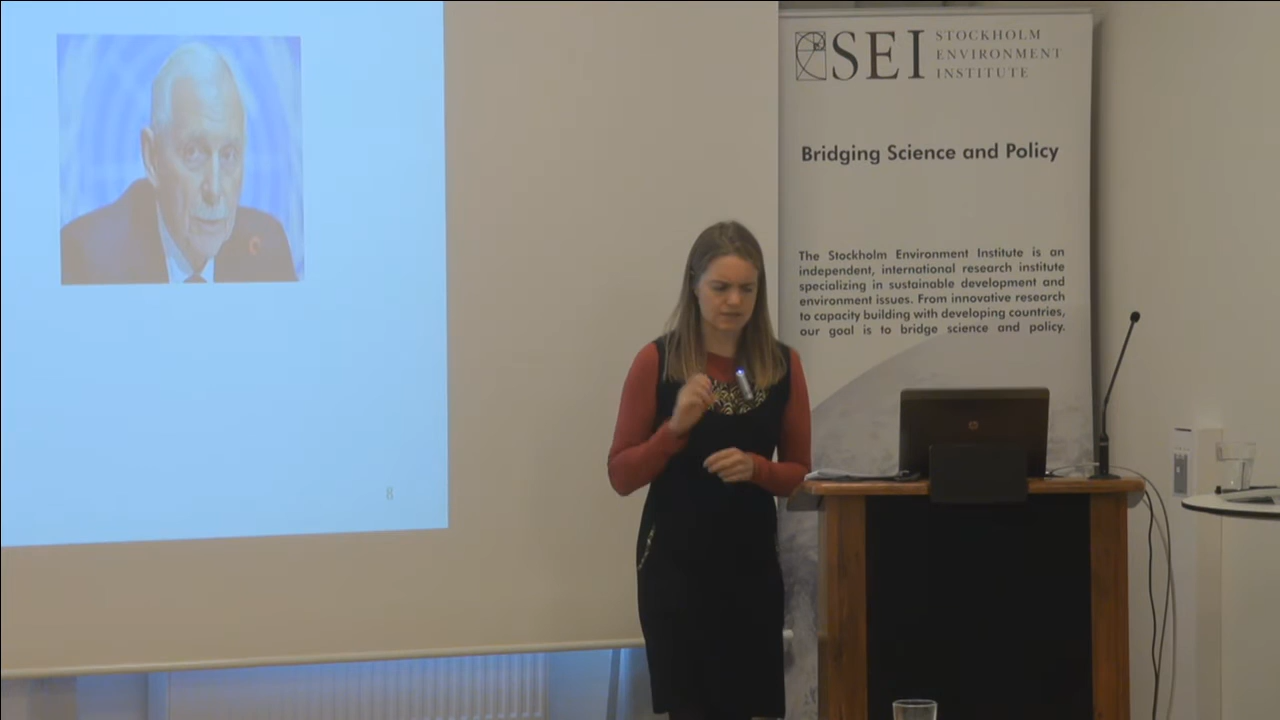 SEI
STOCKHOLM
ENVIRONMENT
INSTITUTE
Bridging Science and Policy
The Stockholm Environment Institute is an
independent, international research institute
specializing in sustainable development and
environment issues. From innovative research
to capacity building with developing countries,
our goal is to bridge science and policy.
8
hp